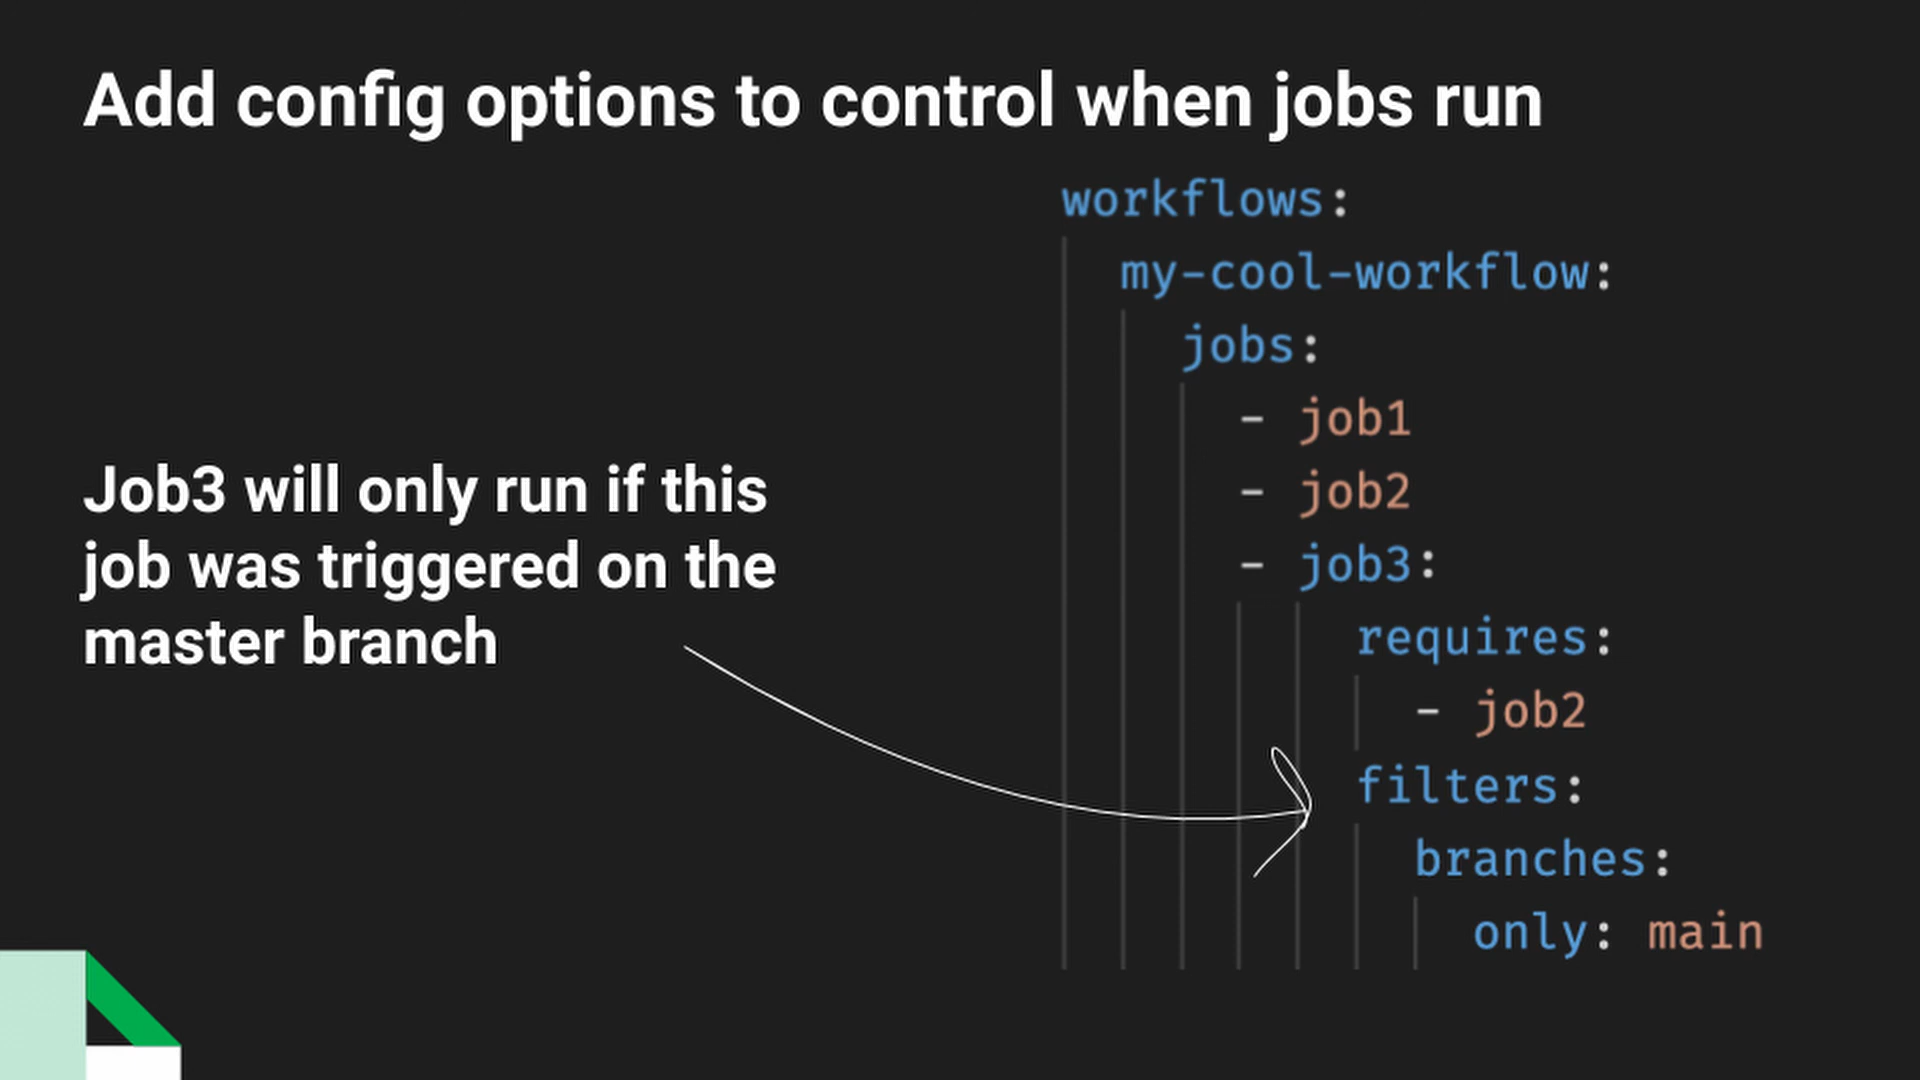 Add config options to control when jobs run
workflows:
my-cool-workflow:
jobs:
- job1
- job2
- job3:
requires:
- job2
filters:
branches:
only: main
Job3 will only run if this
job was triggered on the
master branch